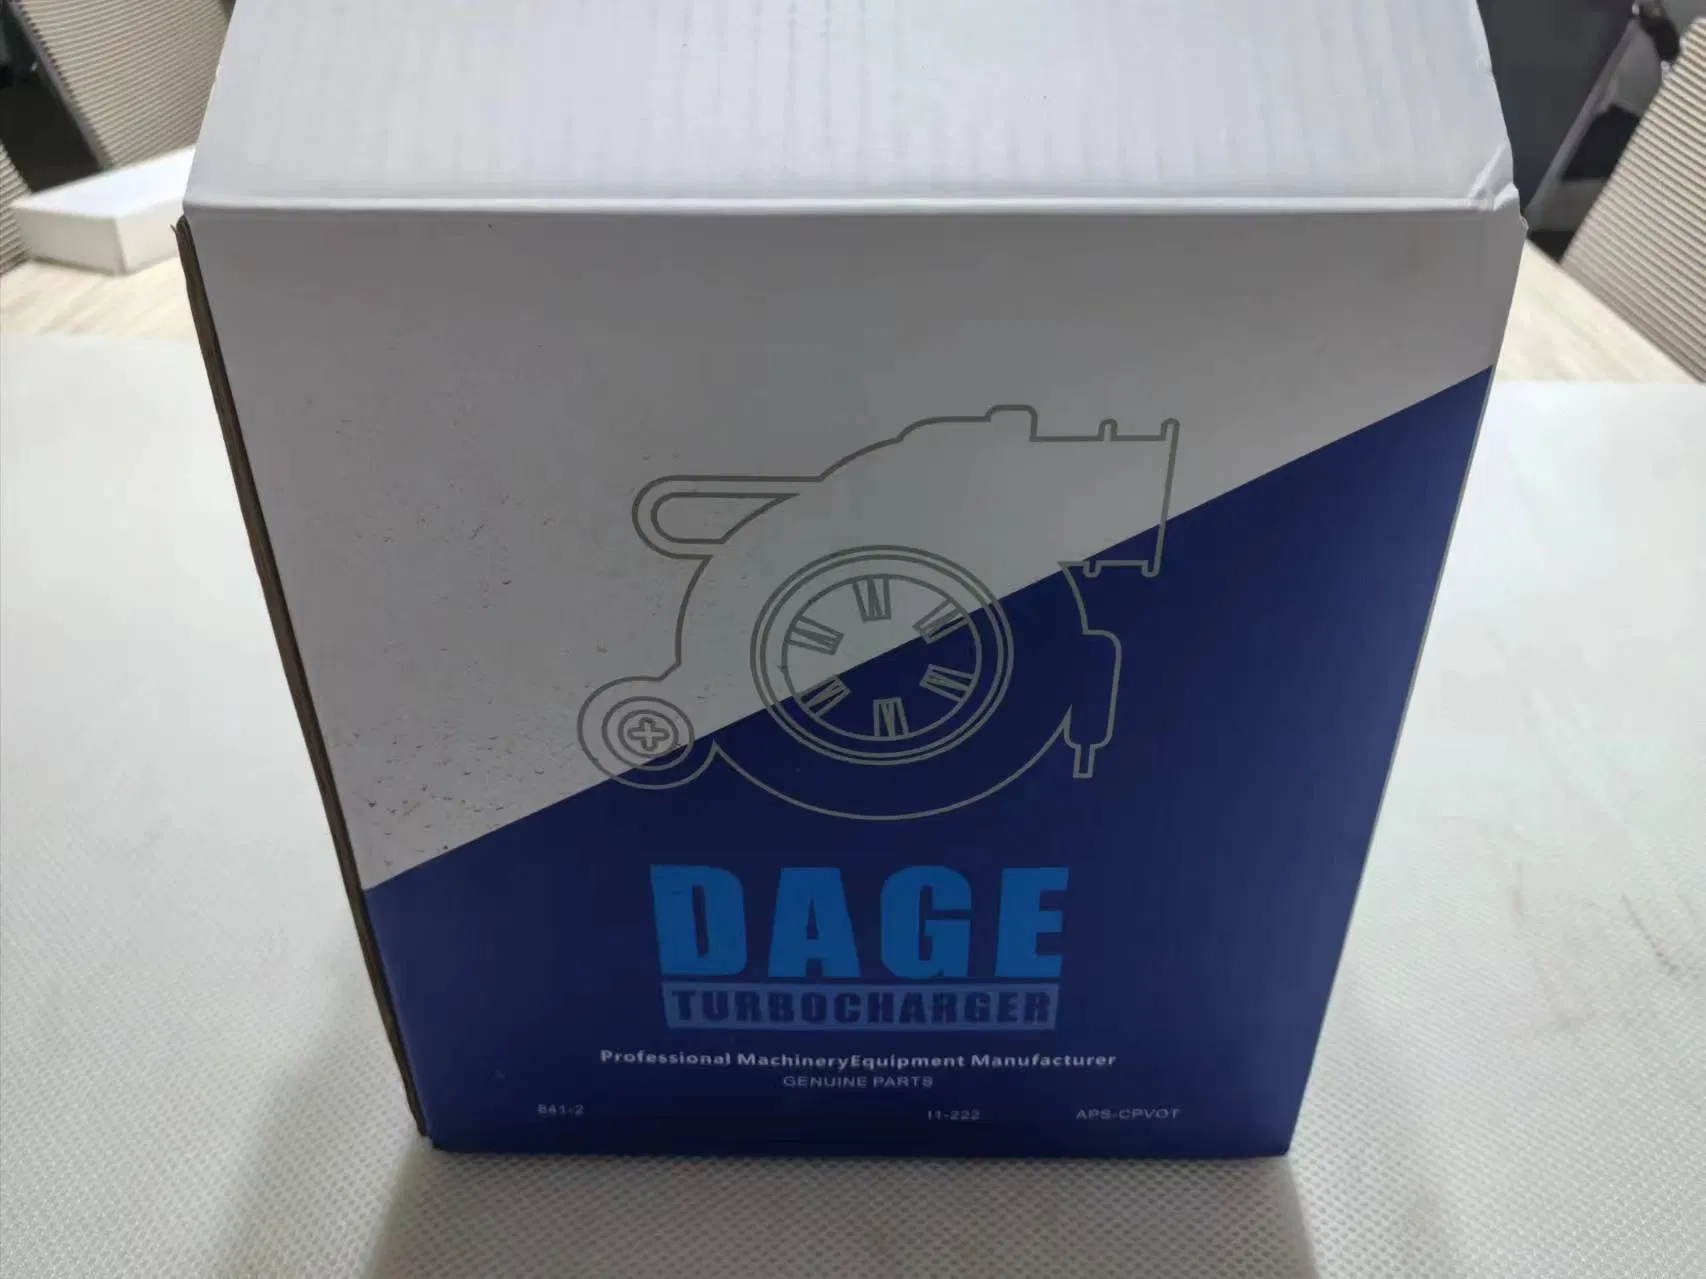 DAGE
TURBOCHARGER
Professional MachineryEquipment Manufacturer
GENUINE PARTS
841-2 11-222 APS-CPVOT